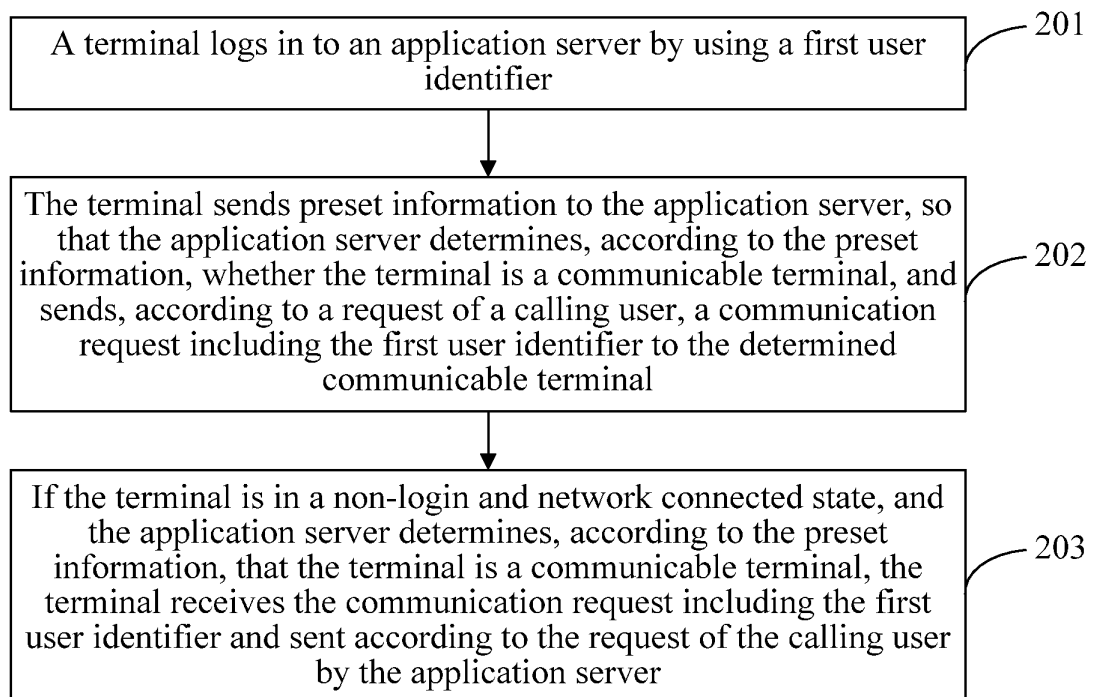 A terminal logs in to an application server by using a first user
identifier
201
The terminal sends preset information to the application server, so
that the application server determines, according to the preset
information, whether the terminal is a communicable terminal, and
sends, according to a request of a calling user, a communication
request including the first user identifier to the determined
communicable terminal
202
If the terminal is in a non-login and network connected state, and
the application server determines, according to the preset
information, that the terminal is a communicable terminal, the
terminal receives the communication request including the first
user identifier and sent according to the request of the calling user
by the application server
203